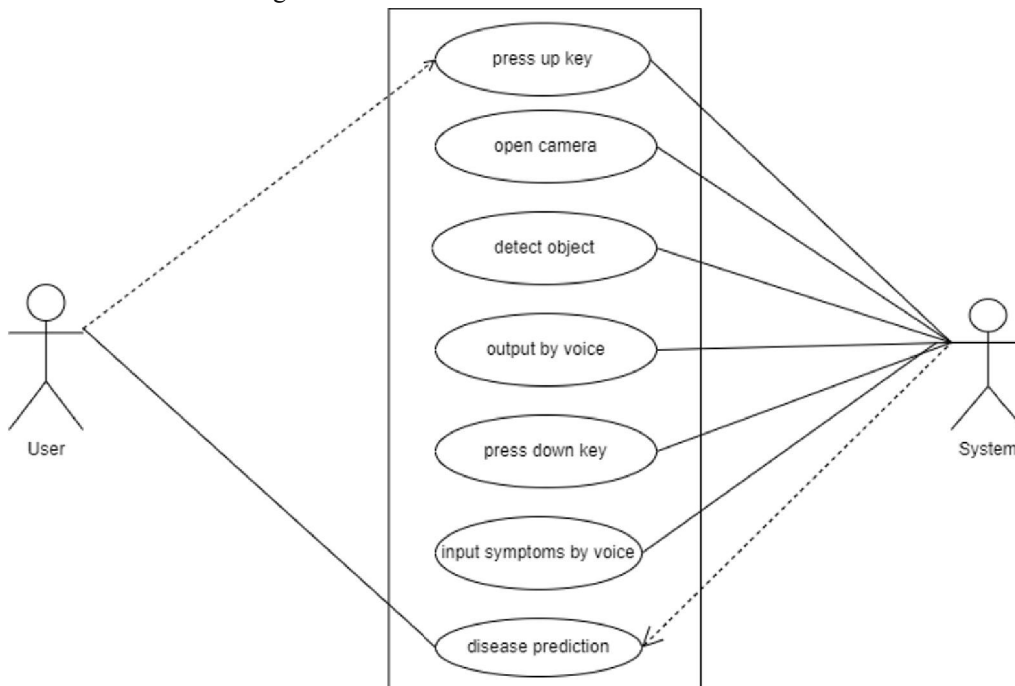 press up key
open camera
detect object
output by voice
press down key
input symptoms by voice
disease prediction
User
System